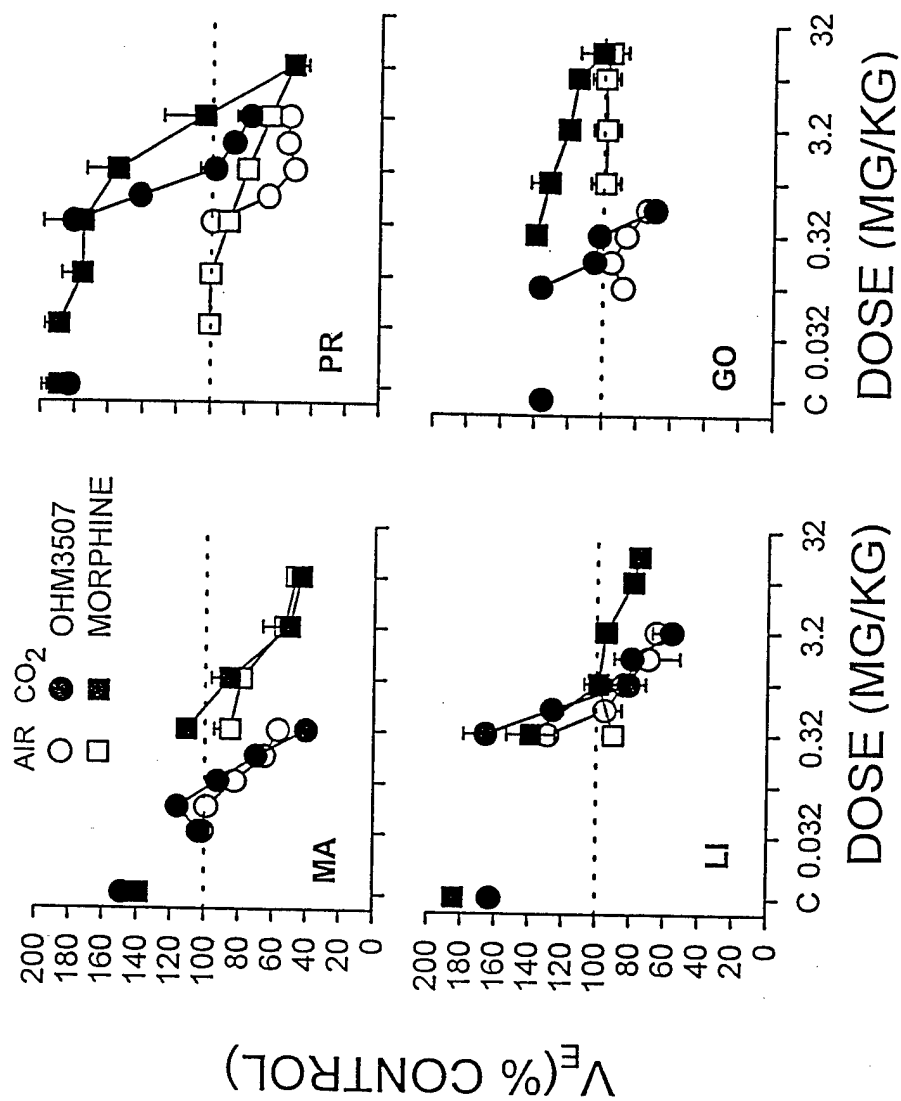 AIR CO2
OHM3507
MORPHINE
VE(% CONTROL)
200
180
160
140
120
100
80
60
40
20
0
MA
PR
200
180
160
140
120
100
80
60
40
20
0
LI
GO
C 0.032 0.32 3.2 32
DOSE (MG/KG)
C 0.032 0.32 3.2 32
DOSE (MG/KG)